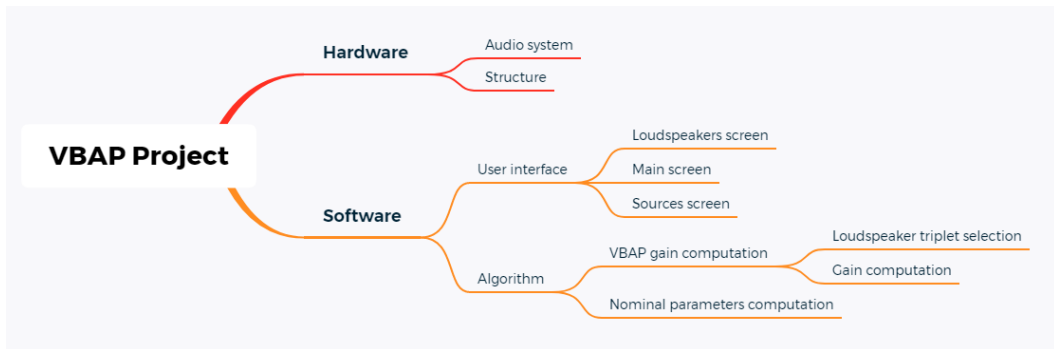 VBAP Project
Hardware
Audio system
Structure
Software
User interface
Loudspeakers screen
Main screen
Sources screen
Algorithm
VBAP gain computation
Loudspeaker triplet selection
Gain computation
Nominal parameters computation